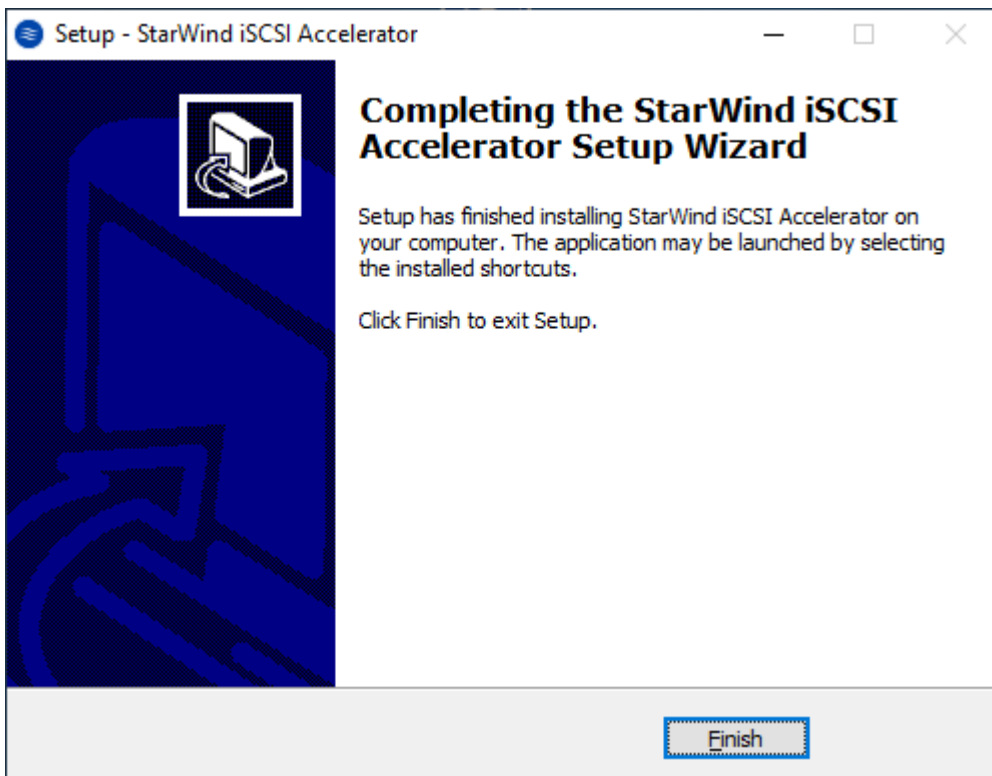 Setup - StarWind iSCSI Accelerator
Completing the StarWind iSCSI
Accelerator Setup Wizard
Setup has finished installing StarWind iSCSI Accelerator on
your computer. The application may be launched by selecting
the installed shortcuts.
Click Finish to exit Setup.
Finish